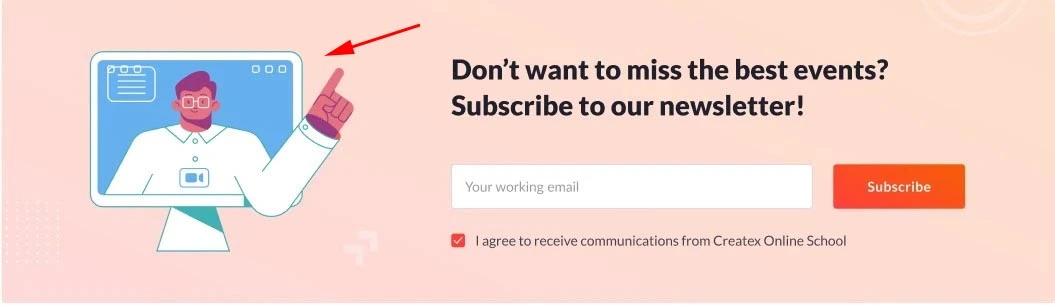 Don't want to miss the best events?
Subscribe to our newsletter!
Your working email
Subscribe
I agree to receive communications from Createx Online School